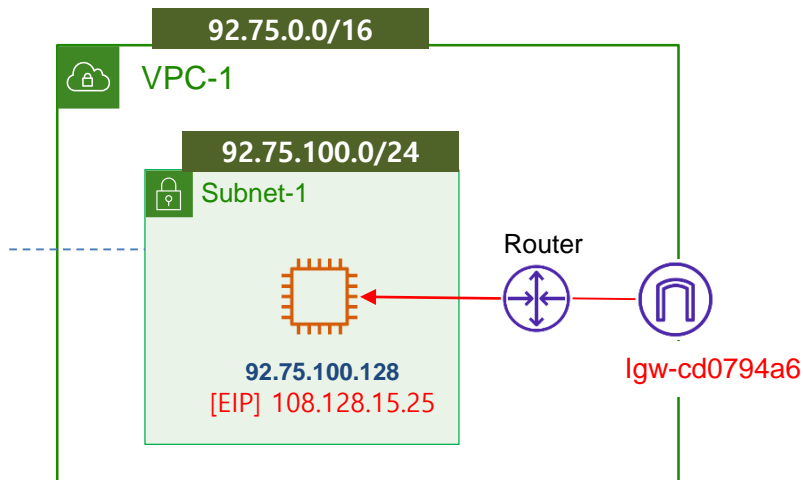 92.75.0.0/16
VPC-1
92.75.100.0/24
Subnet-1
Router
92.75.100.128
[EIP] 108.128.15.25
Igw-cd0794a6